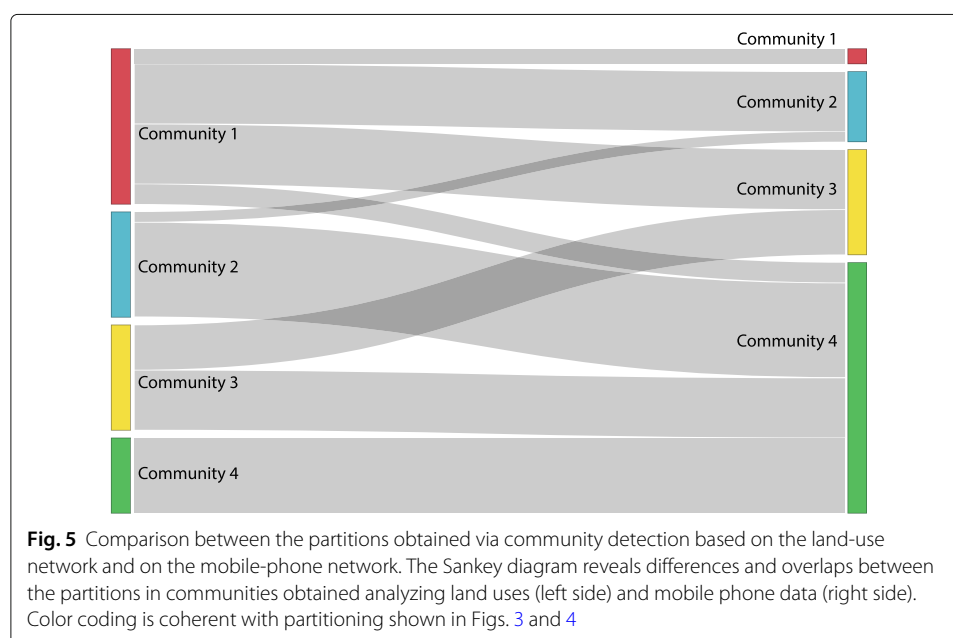 Community 1
Community 2
Community 1
Community 3
Community 2
Community 4
Community 3
Community 4
Fig. 5 Comparison between the partitions obtained via community detection based on the land-use
network and on the mobile-phone network. The Sankey diagram reveals differences and overlaps between
the partitions in communities obtained analyzing land uses (left side) and mobile phone data (right side).
Color coding is coherent with partitioning shown in Figs. 3 and 4